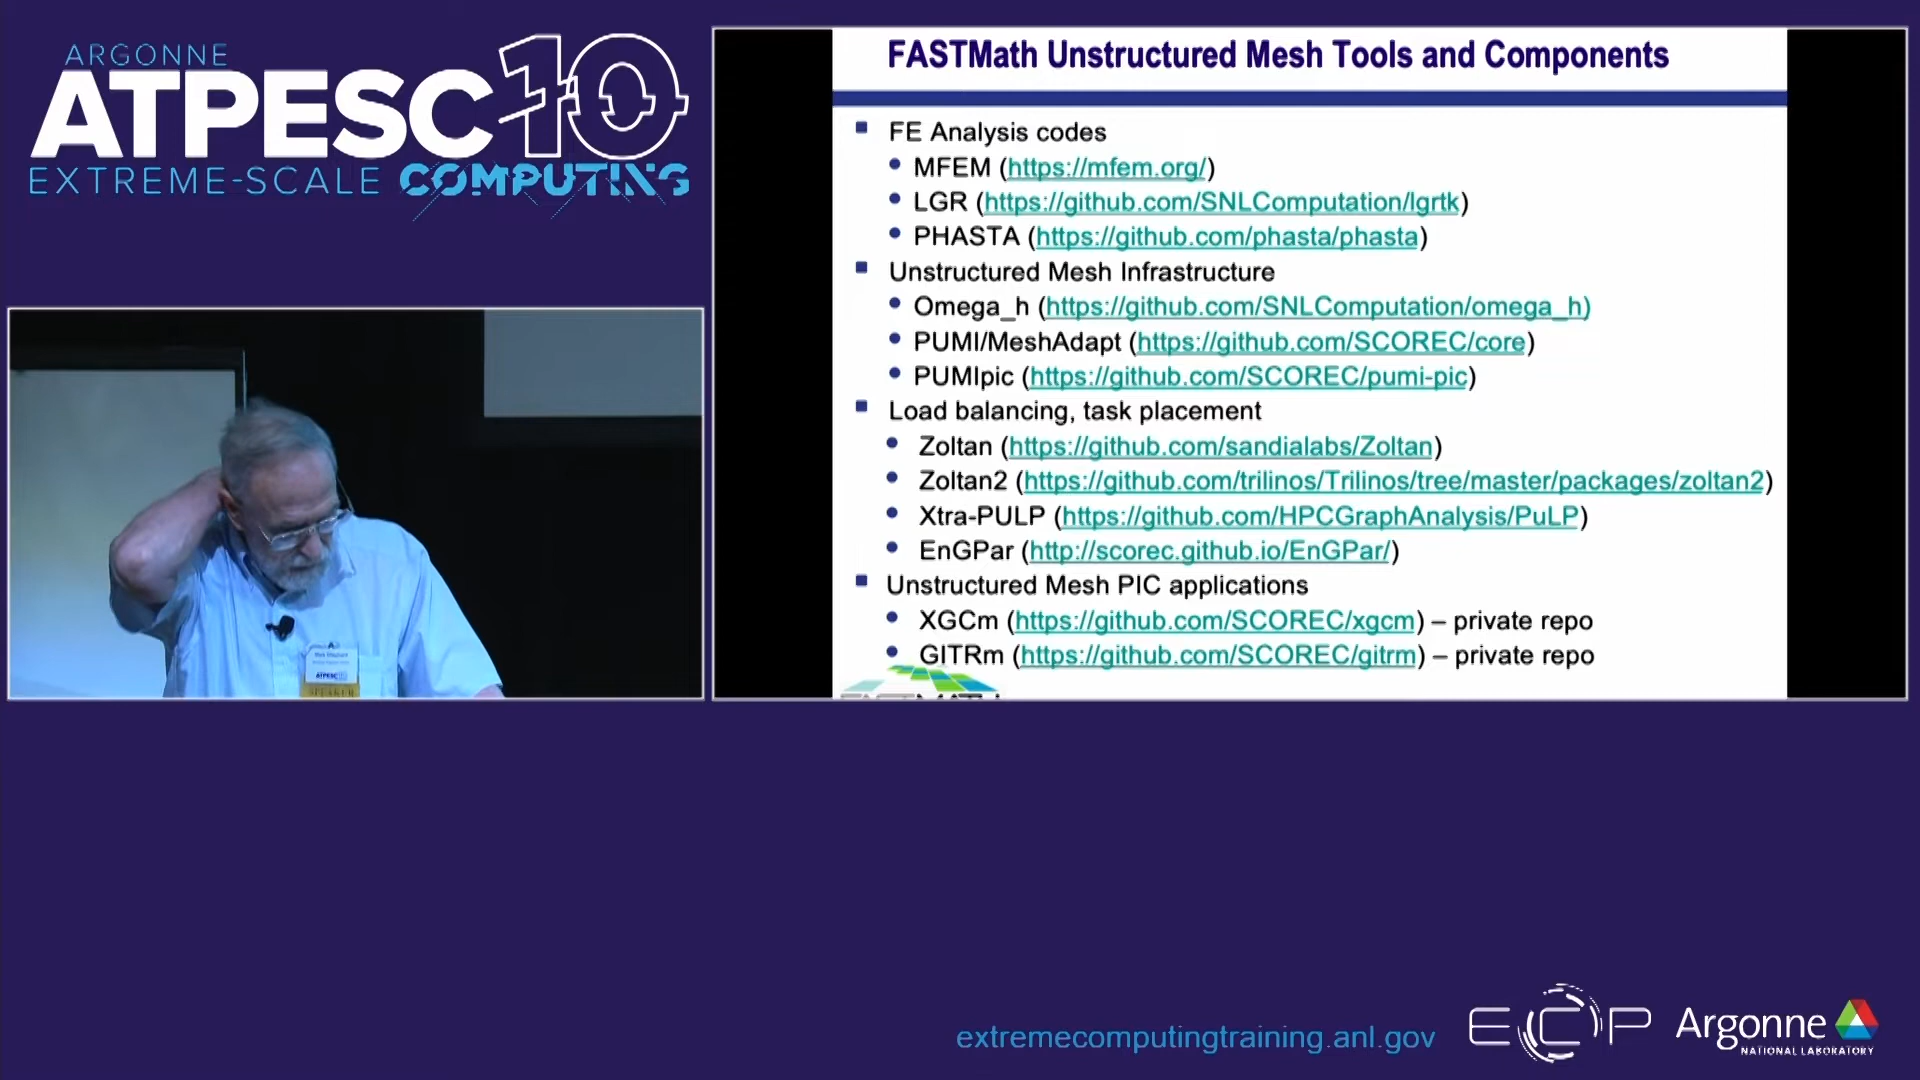 ARGONNE
ATPESC10
EXTREME-SCALE COMPUTING
FASTMath Unstructured Mesh Tools and Components
FE Analysis codes
MFEM (https://mfem.org/)
LGR (https://github.com/SNLComputation/lgrtk)
PHASTA (https://github.com/phasta/phasta)
Unstructured Mesh Infrastructure
Omega_h (https://github.com/SNLComputation/omega_h)
PUMI/MeshAdapt (https://github.com/SCOREC/core)
PUMIpic (https://github.com/SCOREC/pumi-pic)
Load balancing, task placement
Zoltan (https://github.com/sandialabs/Zoltan)
Zoltan2 (https://github.com/trilinos/Trilinos/tree/master/packages/zoltan2)
Xtra-PULP (https://github.com/HPCGraphAnalysis/PuLP)
EnGPar (http://scorec.github.io/EnGPar/)
Unstructured Mesh PIC applications
XGCm (https://github.com/SCOREC/xgcm) – private repo
GITRm (https://github.com/SCOREC/gitrm) – private repo
ATPESC
SPEAKER
extremecomputingtraining.anl.gov
ECP
Argonne
NATIONAL LABORATORY